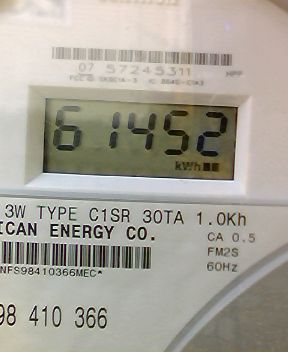 07 57245311 MPP
61452
kWh
3W TYPE C1SR 30TA 1.0Kh
ICAN ENERGY CO.
CA 0.5
FM2S
60Hz
NFS98410366MEC*
98 410 366